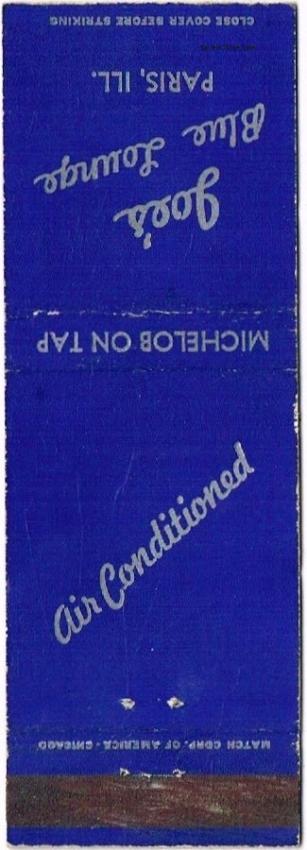 CLOSE COVER BEFORE STRIKING
PARIS, ILL.
Joe's
Blue Lounge
MICHELOB ON TAP
Air Conditioned
MATCH CORP. OF AMERICA - CHICAGO